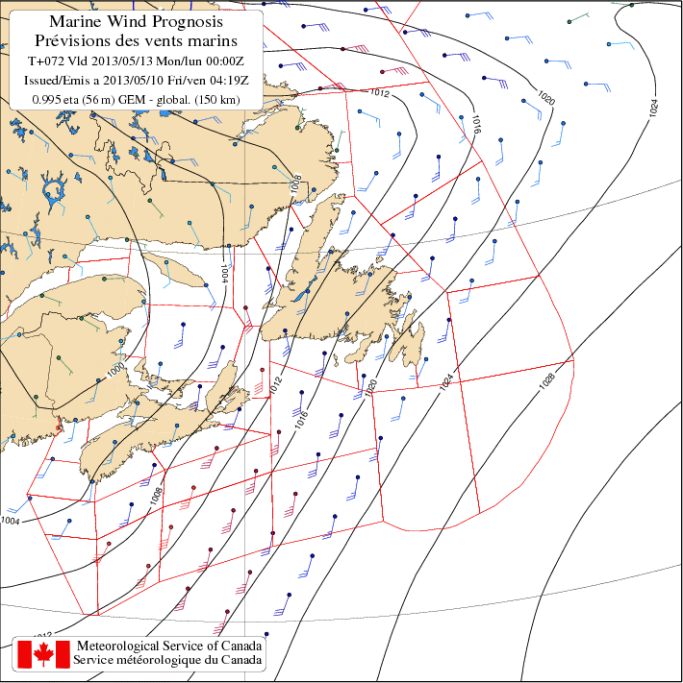 Marine Wind Prognosis
Prévisions des vents marins
T+072 Vld 2013/05/13 Mon/lun 00:00Z
Issued/Emis a 2013/05/10 Fri/ven 04:19Z
0.995 eta (56 m) GEM - global. (150 km)
1012
1016
1020
1024
1008
1004
1000
1012
1016
1020
1024
1028
1008
1004
1012
Meteorological Service of Canada
Service météorologique du Canada